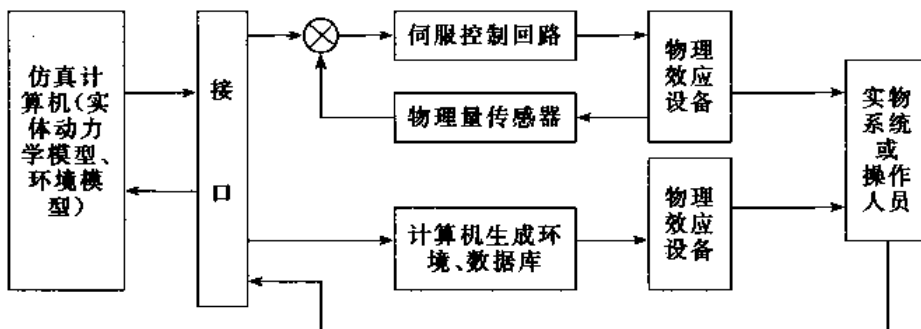 仿真计
算机(实
体动力
学模型、
环境模
型)
接
口
伺服控制回路
物理量传感器
计算机生成环
境、数据库
物理
效应
设备
物理
效应
设备
实物
系统
或
操作
人员